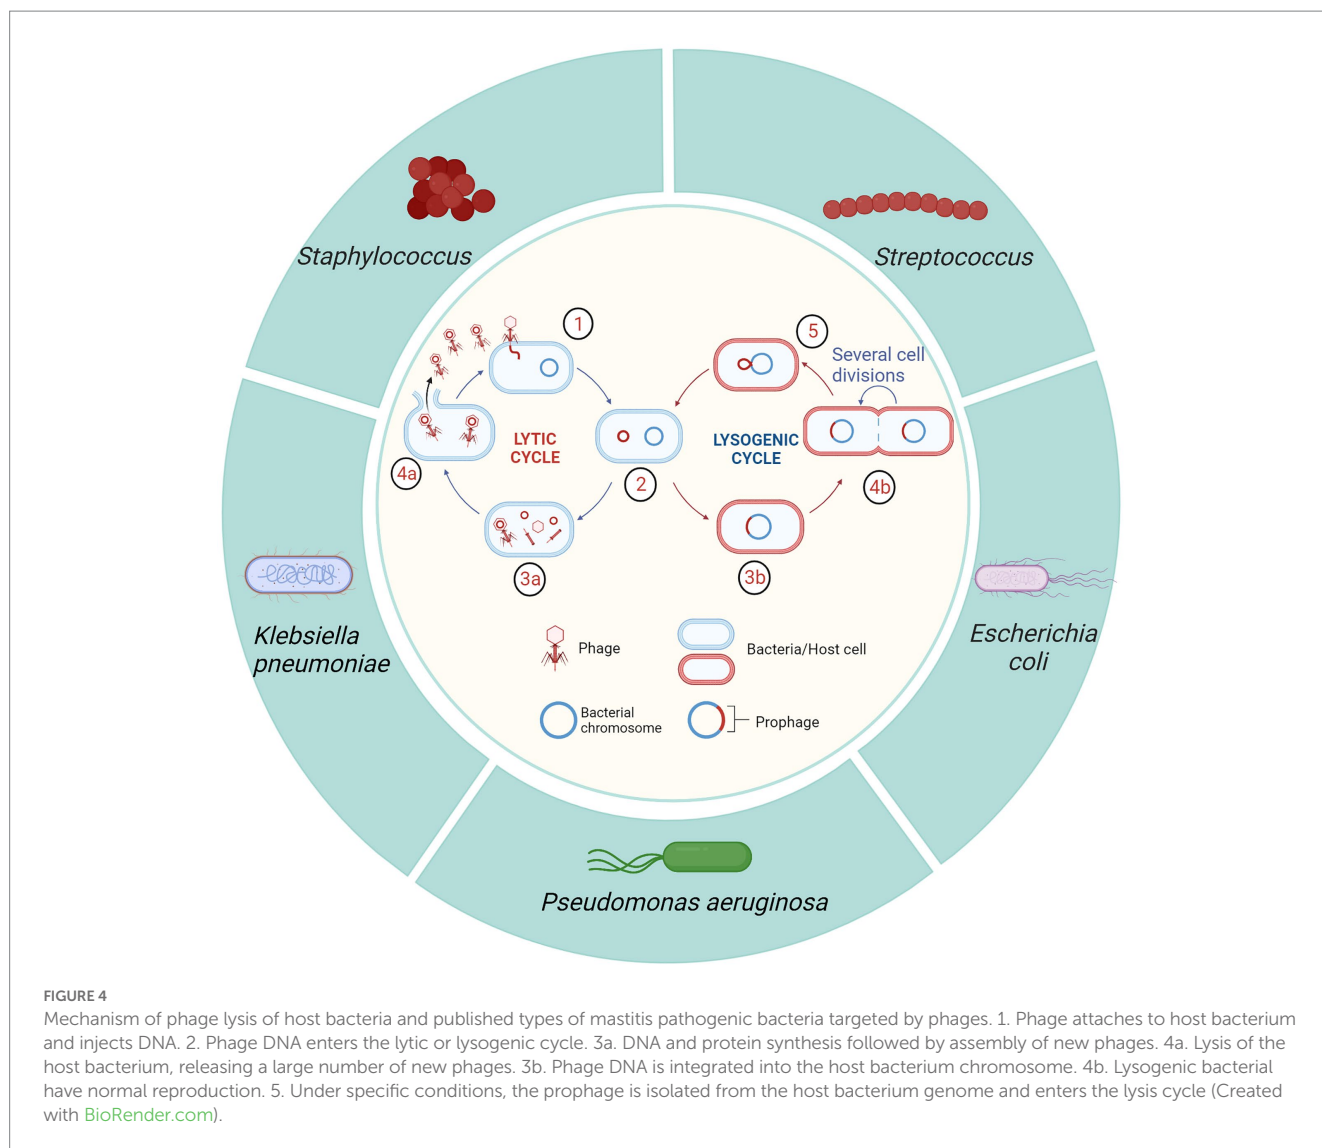 Staphylococcus
Streptococcus
1
5
Several cell
divisions
LYTIC
CYCLE
LYSOGENIC
CYCLE
4a
2
4b
3a
3b
Klebsiella
pneumoniae
Escherichia
coli
Phage
Bacteria/Host cell
Bacterial
chromosome
Prophage
Pseudomonas aeruginosa
FIGURE 4
Mechanism of phage lysis of host bacteria and published types of mastitis pathogenic bacteria targeted by phages. 1. Phage attaches to host bacterium
and injects DNA. 2. Phage DNA enters the lytic or lysogenic cycle. 3a. DNA and protein synthesis followed by assembly of new phages. 4a. Lysis of the
host bacterium, releasing a large number of new phages. 3b. Phage DNA is integrated into the host bacterium chromosome. 4b. Lysogenic bacterial
have normal reproduction. 5. Under specific conditions, the prophage is isolated from the host bacterium genome and enters the lysis cycle (Created
with BioRender.com).